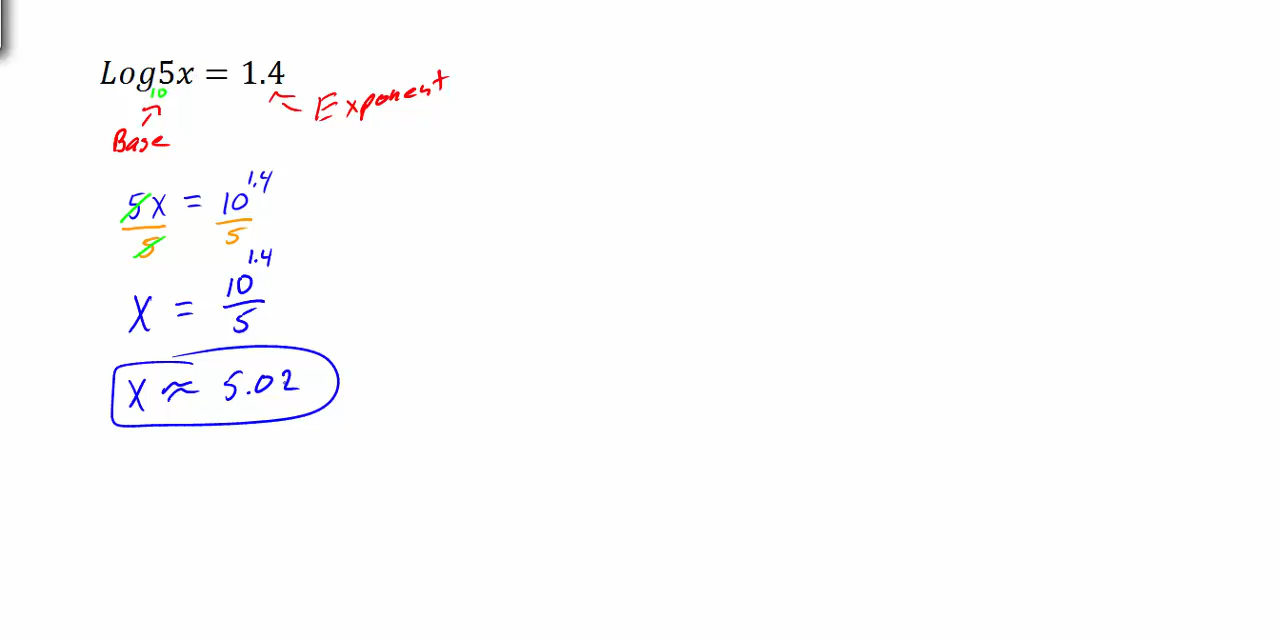 Log5x = 1.4
10
Exponent
Base
5x = 10^1.4
5 5
x = 10^1.4
5
x ≈ 5.02